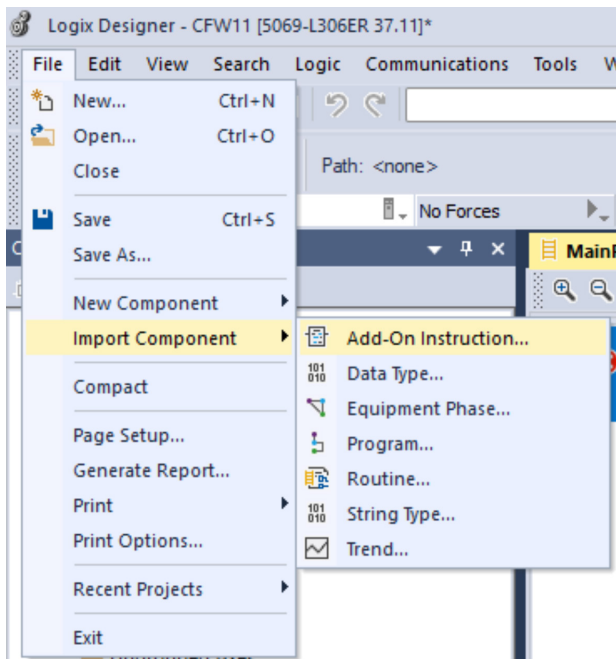 Logix Designer - CFW11 [5069-L306ER 37.11]*
File Edit View Search Logic Communications Tools
New... Ctrl+N
Open... Ctrl+O
Close
Path: <none>
Save Ctrl+S
No Forces
Save As...
New Component
Import Component
Add-On Instruction...
Data Type...
Compact
Equipment Phase...
Page Setup...
Program...
Generate Report...
Routine...
Print
String Type...
Print Options...
Trend...
Recent Projects
Exit